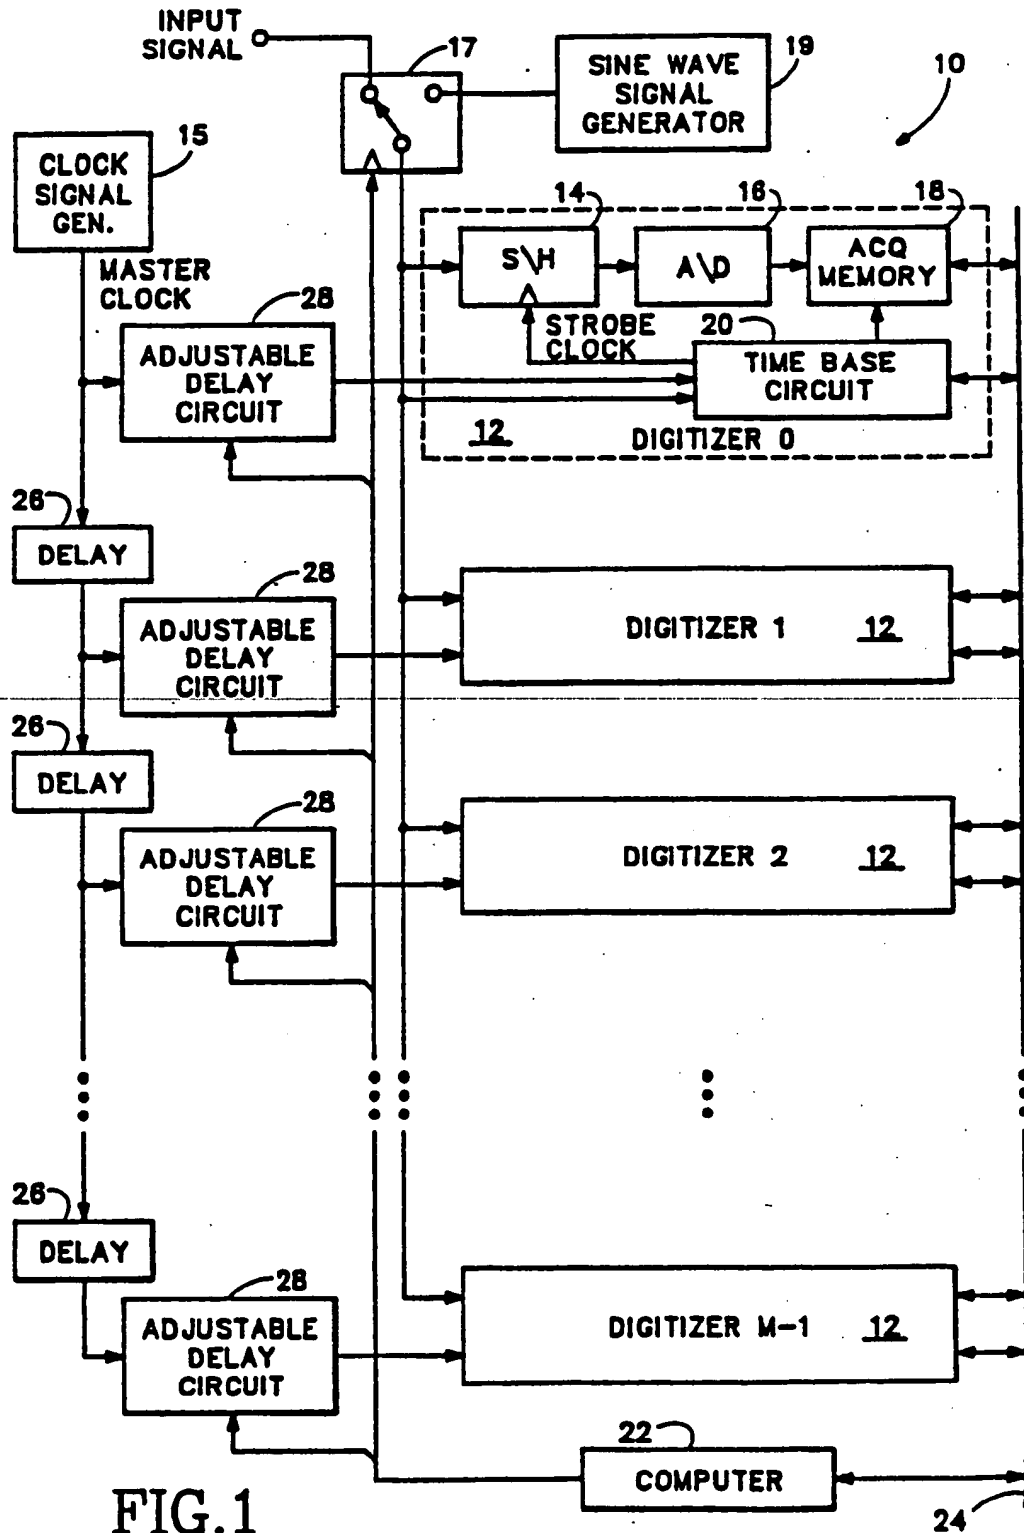 INPUT
SIGNAL
17
SINE WAVE
SIGNAL
GENERATOR
19
10
15
CLOCK
SIGNAL
GEN.
MASTER
CLOCK
14
16
18
S\H
A\D
ACQ
MEMORY
STROBE
CLOCK
20
TIME BASE
CIRCUIT
12
DIGITIZER 0
28
ADJUSTABLE
DELAY
CIRCUIT
26
DELAY
28
ADJUSTABLE
DELAY
CIRCUIT
DIGITIZER 1 12
26
DELAY
28
ADJUSTABLE
DELAY
CIRCUIT
DIGITIZER 2 12
26
DELAY
28
ADJUSTABLE
DELAY
CIRCUIT
DIGITIZER M-1 12
22
COMPUTER
24
FIG.1